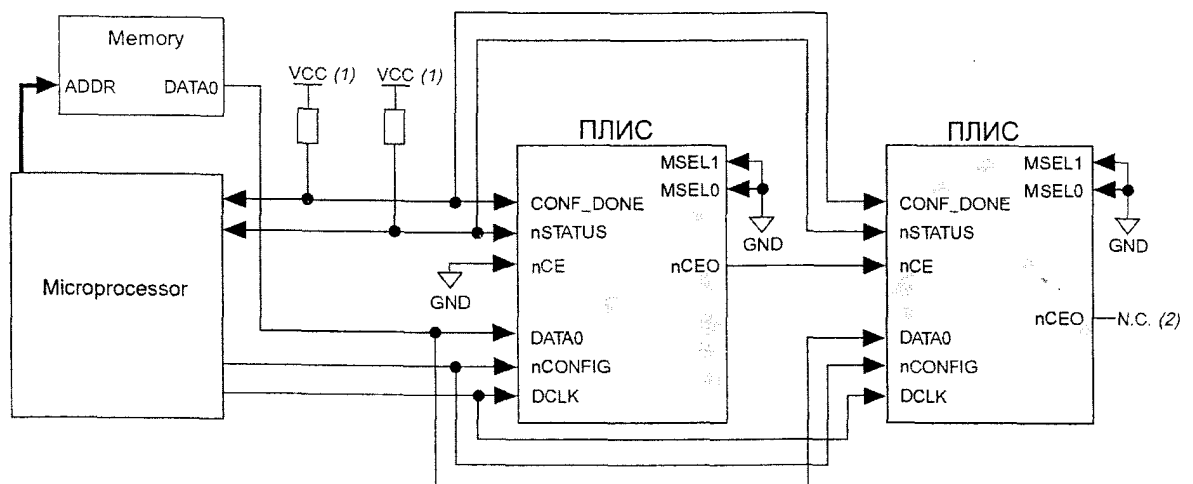 Memory
ADDR
DATA0
VCC (1)
VCC (1)
Microprocessor
ПЛИС
MSEL1
MSEL0
GND
CONF_DONE
nSTATUS
nCE
GND
nCEO
DATA0
nCONFIG
DCLK
ПЛИС
MSEL1
MSEL0
GND
CONF_DONE
nSTATUS
nCE
nCEO
N.C. (2)
DATA0
nCONFIG
DCLK